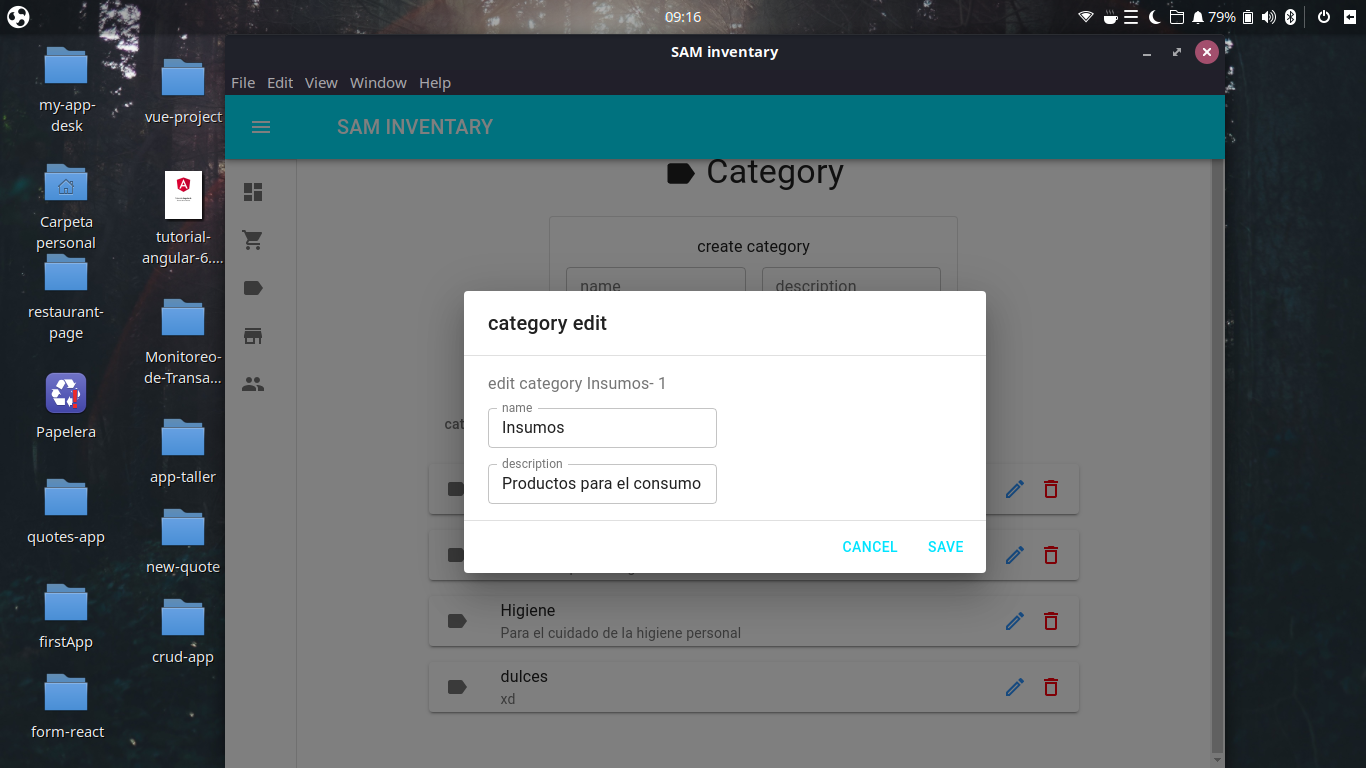 09:16
79%
SAM inventary
File Edit View Window Help
SAM INVENTARY
Category
create category
name
description
category edit
edit category Insumos- 1
name
Insumos
description
Productos para el consumo
CANCEL
SAVE
Higiene
Para el cuidado de la higiene personal
dulces
xd
my-app-
desk
vue-project
Carpeta
personal
tutorial-
angular-6....
restaurant-
page
Monitoreo-
de-Transa...
Papelera
app-taller
quotes-app
new-quote
firstApp
crud-app
form-react